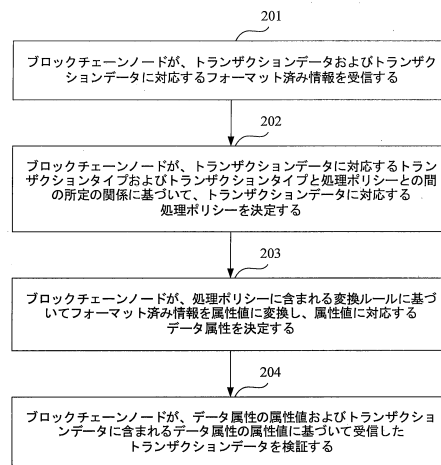 201
ブロックチェーンノードが、トランザクションデータおよびトランザク
ションデータに対応するフォーマット済み情報を受信する
202
ブロックチェーンノードが、トランザクションデータに対応するトラン
ザクションタイプおよびトランザクションタイプと処理ポリシーとの間
の所定の関係に基づいて、トランザクションデータに対応する
処理ポリシーを決定する
203
ブロックチェーンノードが、処理ポリシーに含まれる変換ルールに基づ
いてフォーマット済み情報を属性値に変換し、属性値に対応する
データ属性を決定する
204
ブロックチェーンノードが、データ属性の属性値およびトランザクショ
ンデータに含まれるデータ属性の属性値に基づいて受信した
トランザクションデータを検証する